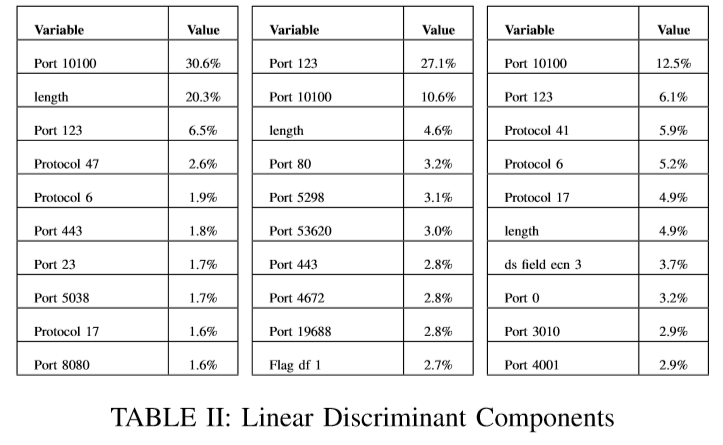 Variable Value
Port 10100 30.6%
length 20.3%
Port 123 6.5%
Protocol 47 2.6%
Protocol 6 1.9%
Port 443 1.8%
Port 23 1.7%
Port 5038 1.7%
Protocol 17 1.6%
Port 8080 1.6%
Variable Value
Port 123 27.1%
Port 10100 10.6%
length 4.6%
Port 80 3.2%
Port 5298 3.1%
Port 53620 3.0%
Port 443 2.8%
Port 4672 2.8%
Port 19688 2.8%
Flag df 1 2.7%
Variable Value
Port 10100 12.5%
Port 123 6.1%
Protocol 41 5.9%
Protocol 6 5.2%
Protocol 17 4.9%
length 4.9%
ds field ecn 3 3.7%
Port 0 3.2%
Port 3010 2.9%
Port 4001 2.9%
TABLE II: Linear Discriminant Components